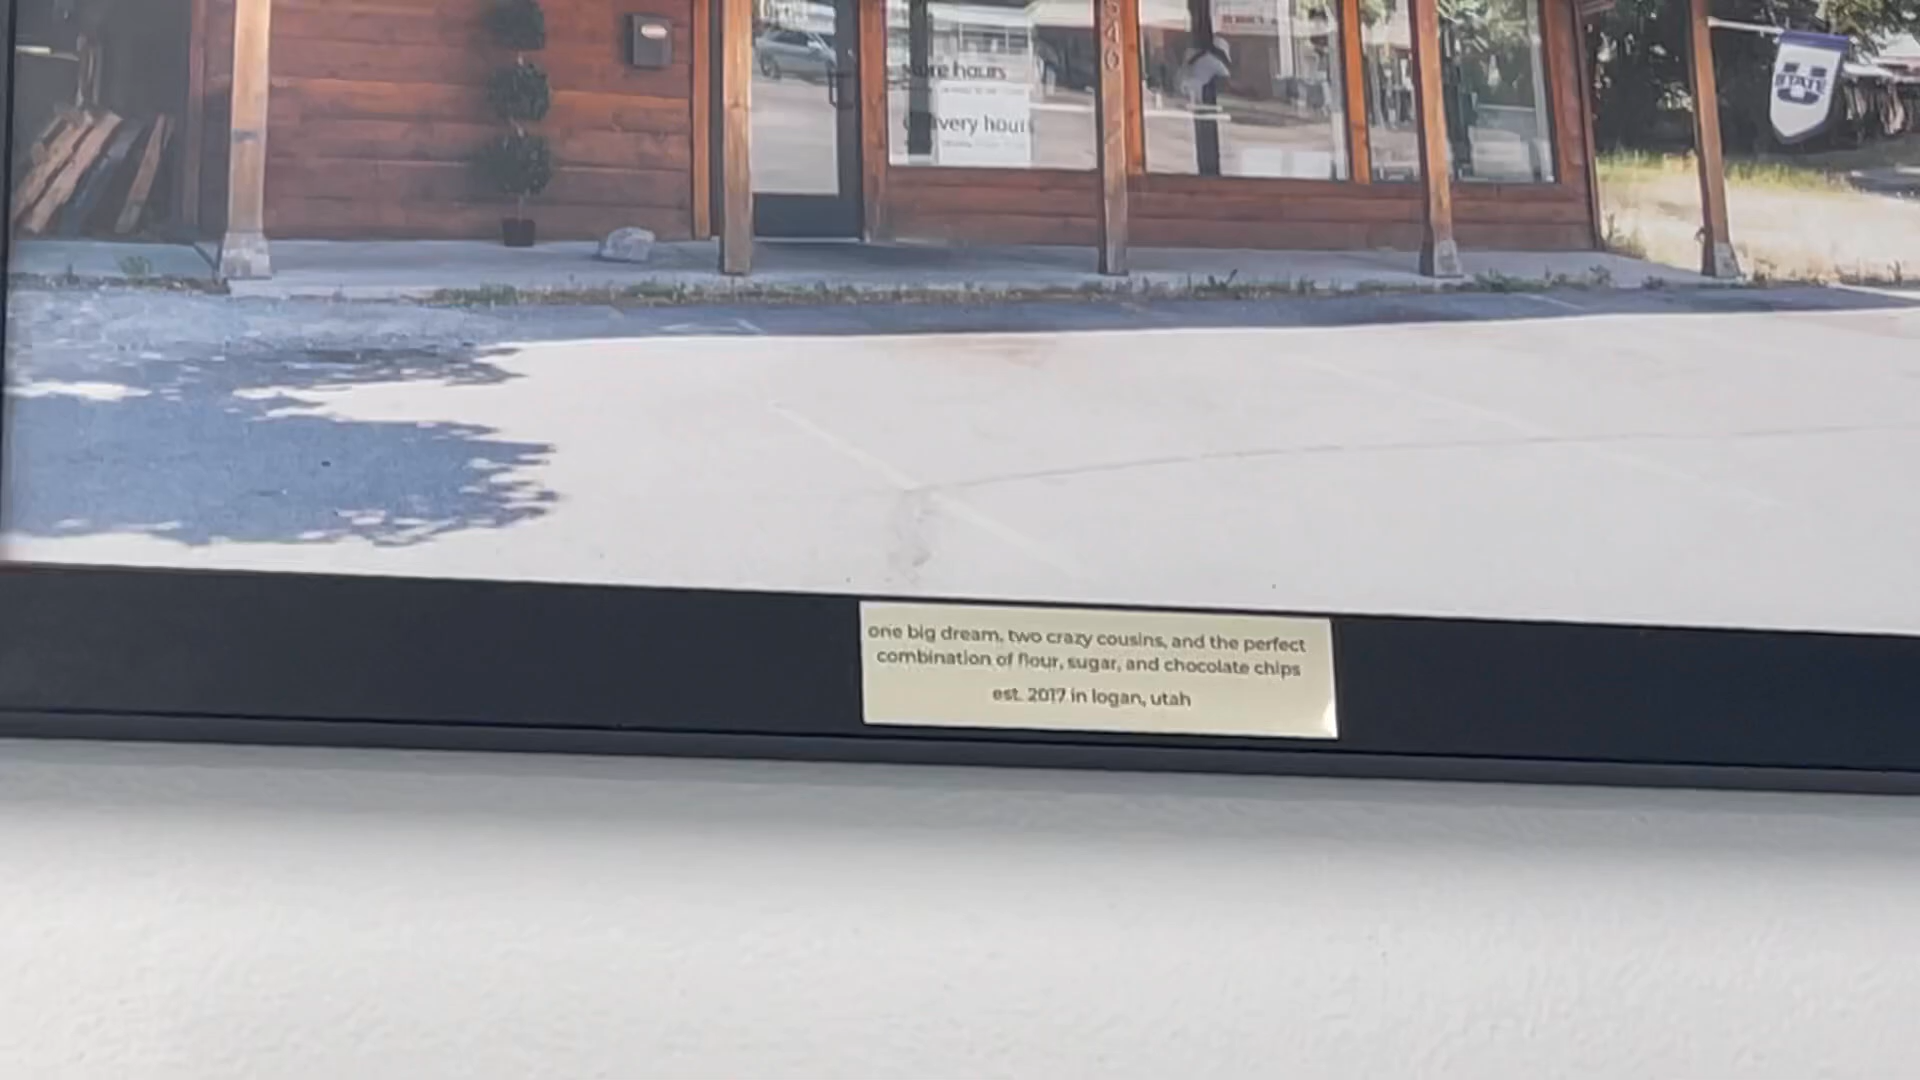 540
store hours
delivery hours
STATE
one big dream, two crazy cousins, and the perfect
combination of flour, sugar, and chocolate chips
est. 2017 in logan, utah